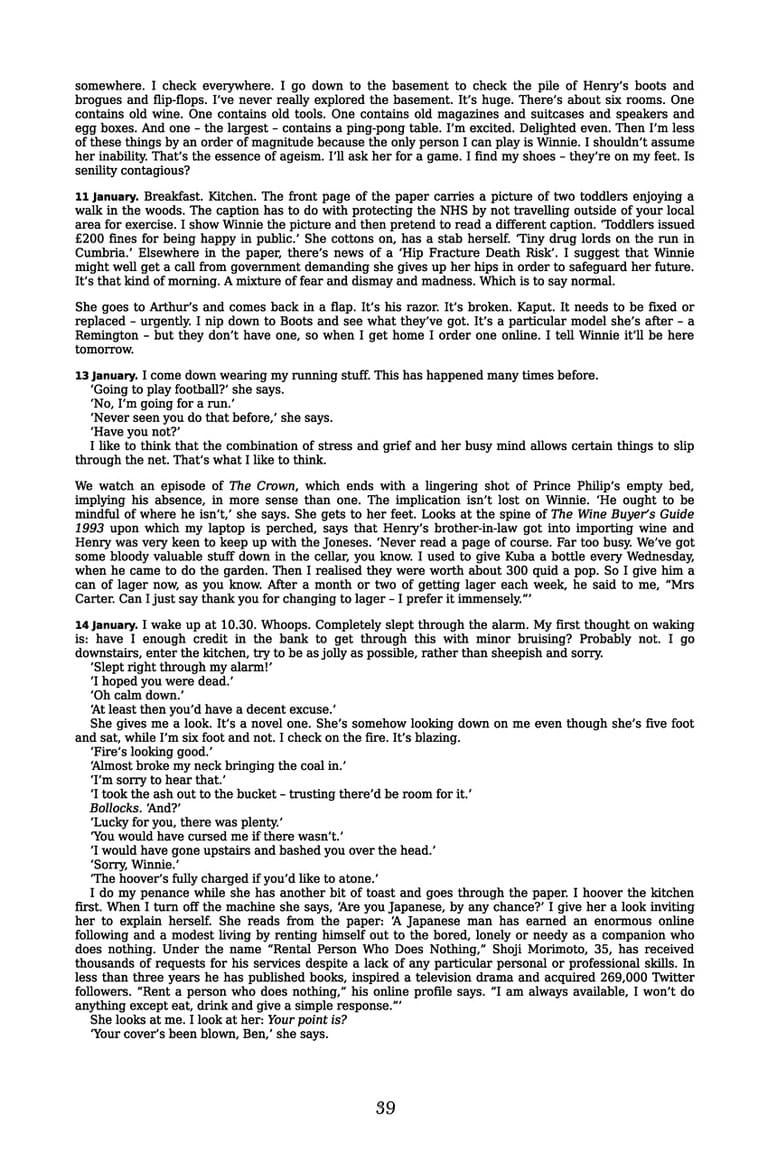 somewhere. I check everywhere. I go down to the basement to check the pile of Henry’s boots and
brogues and flip-flops. I’ve never really explored the basement. It’s huge. There’s about six rooms. One
contains old wine. One contains old tools. One contains old magazines and suitcases and speakers and
egg boxes. And one – the largest – contains a ping-pong table. I’m excited. Delighted even. Then I’m less
of these things by an order of magnitude because the only person I can play is Winnie. I shouldn’t assume
her inability. That’s the essence of ageism. I’ll ask her for a game. I find my shoes – they’re on my feet. Is
senility contagious?
11 January. Breakfast. Kitchen. The front page of the paper carries a picture of two toddlers enjoying a
walk in the woods. The caption has to do with protecting the NHS by not travelling outside of your local
area for exercise. I show Winnie the picture and then pretend to read a different caption. ‘Toddlers issued
£200 fines for being happy in public.’ She cottons on, has a stab herself. ‘Tiny drug lords on the run in
Cumbria.’ Elsewhere in the paper, there’s news of a ‘Hip Fracture Death Risk’. I suggest that Winnie
might well get a call from government demanding she gives up her hips in order to safeguard her future.
It’s that kind of morning. A mixture of fear and dismay and madness. Which is to say normal.
She goes to Arthur’s and comes back in a flap. It’s his razor. It’s broken. Kaput. It needs to be fixed or
replaced – urgently. I nip down to Boots and see what they’ve got. It’s a particular model she’s after – a
Remington – but they don’t have one, so when I get home I order one online. I tell Winnie it’ll be here
tomorrow.
13 January. I come down wearing my running stuff. This has happened many times before.
‘Going to play football?’ she says.
‘No, I’m going for a run.’
‘Never seen you do that before,’ she says.
‘Have you not?’
I like to think that the combination of stress and grief and her busy mind allows certain things to slip
through the net. That’s what I like to think.
We watch an episode of The Crown, which ends with a lingering shot of Prince Philip’s empty bed,
implying his absence, in more sense than one. The implication isn’t lost on Winnie. ‘He ought to be
mindful of where he isn’t,’ she says. She gets to her feet. Looks at the spine of The Wine Buyer’s Guide
1993 upon which my laptop is perched, says that Henry’s brother-in-law got into importing wine and
Henry was very keen to keep up with the Joneses. ‘Never read a page of course. Far too busy. We’ve got
some bloody valuable stuff down in the cellar, you know. I used to give Kuba a bottle every Wednesday,
when he came to do the garden. Then I realised they were worth about 300 quid a pop. So I give him a
can of lager now, as you know. After a month or two of getting lager each week, he said to me, “Mrs
Carter. Can I just say thank you for changing to lager – I prefer it immensely.”’
14 January. I wake up at 10.30. Whoops. Completely slept through the alarm. My first thought on waking
is: have I enough credit in the bank to get through this with minor bruising? Probably not. I go
downstairs, enter the kitchen, try to be as jolly as possible, rather than sheepish and sorry.
‘Slept right through my alarm!’
‘I hoped you were dead.’
‘Oh calm down.’
‘At least then you’d have a decent excuse.’
She gives me a look. It’s a novel one. She’s somehow looking down on me even though she’s five foot
and sat, while I’m six foot and not. I check on the fire. It’s blazing.
‘Fire’s looking good.’
‘Almost broke my neck bringing the coal in.’
‘I’m sorry to hear that.’
‘I took the ash out to the bucket – trusting there’d be room for it.’
Bollocks. ‘And?’
‘Lucky for you, there was plenty.’
‘You would have cursed me if there wasn’t.’
‘I would have gone upstairs and bashed you over the head.’
‘Sorry, Winnie.’
‘The hoover’s fully charged if you’d like to atone.’
I do my penance while she has another bit of toast and goes through the paper. I hoover the kitchen
first. When I turn off the machine she says, ‘Are you Japanese, by any chance?’ I give her a look inviting
her to explain herself. She reads from the paper: ‘A Japanese man has earned an enormous online
following and a modest living by renting himself out to the bored, lonely or needy as a companion who
does nothing. Under the name “Rental Person Who Does Nothing,” Shoji Morimoto, 35, has received
thousands of requests for his services despite a lack of any particular personal or professional skills. In
less than three years he has published books, inspired a television drama and acquired 269,000 Twitter
followers. “Rent a person who does nothing,” his online profile says. “I am always available, I won’t do
anything except eat, drink and give a simple response.”’
She looks at me. I look at her: Your point is?
‘Your cover’s been blown, Ben,’ she says.
39